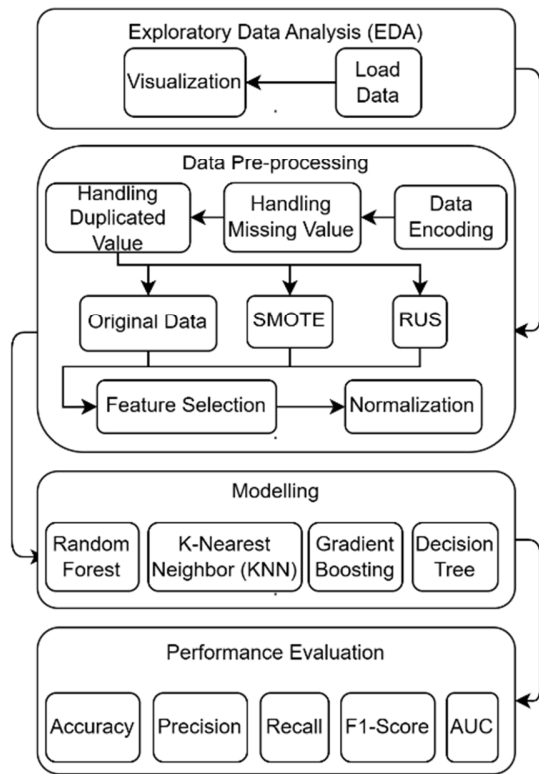 Exploratory Data Analysis (EDA)
Visualization
Load
Data
Data Pre-processing
Handling
Duplicated
Value
Handling
Missing Value
Data
Encoding
Original Data
SMOTE
RUS
Feature Selection
Normalization
Modelling
Random
Forest
K-Nearest
Neighbor (KNN)
Gradient
Boosting
Decision
Tree
Performance Evaluation
Accuracy
Precision
Recall
F1-Score
AUC